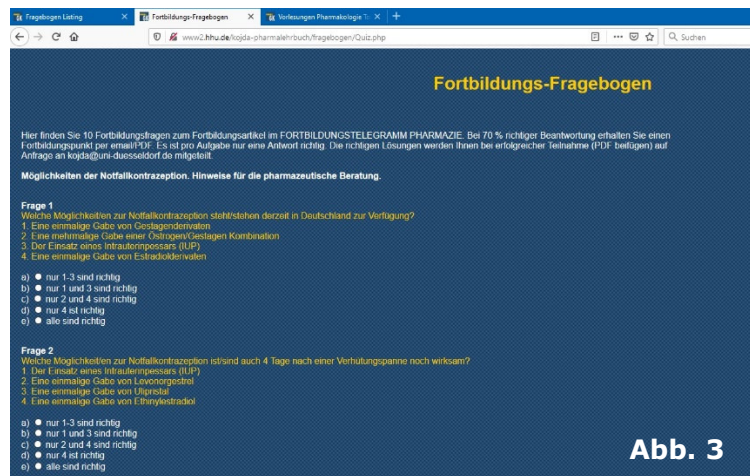 Fragebogen Listing
Fortbildungs-Fragebogen
Vorlesungen Pharmakologie
www2.hhu.de/kojda-pharmalehrbuch/fragebogen/Quiz.php
Suchen
Fortbildungs-Fragebogen
Hier finden Sie 10 Fortbildungsfragen zum Fortbildungsartikel im FORTBILDUNGSTELEGRAMM PHARMAZIE. Bei 70 % richtiger Beantwortung erhalten Sie einen
Fortbildungspunkt per email/PDF. Es ist pro Aufgabe nur eine Antwort richtig. Die richtigen Lösungen werden Ihnen bei erfolgreicher Teilnahme (PDF beifügen) auf
Anfrage an kojda@uni-duesseldorf.de mitgeteilt.
Möglichkeiten der Notfallkontrazeption. Hinweise für die pharmazeutische Beratung.
Frage 1
Welche Möglichkeit/en zur Notfallkontrazeption steht/stehen derzeit in Deutschland zur Verfügung?
1. Eine einmalige Gabe von Gestagenderivaten
2. Eine mehrmalige Gabe einer Östrogen/Gestagen Kombination
3. Der Einsatz eines Intrauterinpessars (IUP)
4. Eine einmalige Gabe von Estradiolderivaten
a) nur 1-3 sind richtig
b) nur 1 und 3 sind richtig
c) nur 2 und 4 sind richtig
d) nur 4 ist richtig
e) alle sind richtig
Frage 2
Welche Möglichkeit/en zur Notfallkontrazeption ist/sind auch 4 Tage nach einer Verhütungspanne noch wirksam?
1. Der Einsatz eines Intrauterinpessars (IUP)
2. Eine einmalige Gabe von Levonorgestrel
3. Eine einmalige Gabe von Ulipristal
4. Eine einmalige Gabe von Ethinylestradiol
a) nur 1-3 sind richtig
b) nur 1 und 3 sind richtig
c) nur 2 und 4 sind richtig
d) nur 4 ist richtig
e) alle sind richtig
Abb. 3